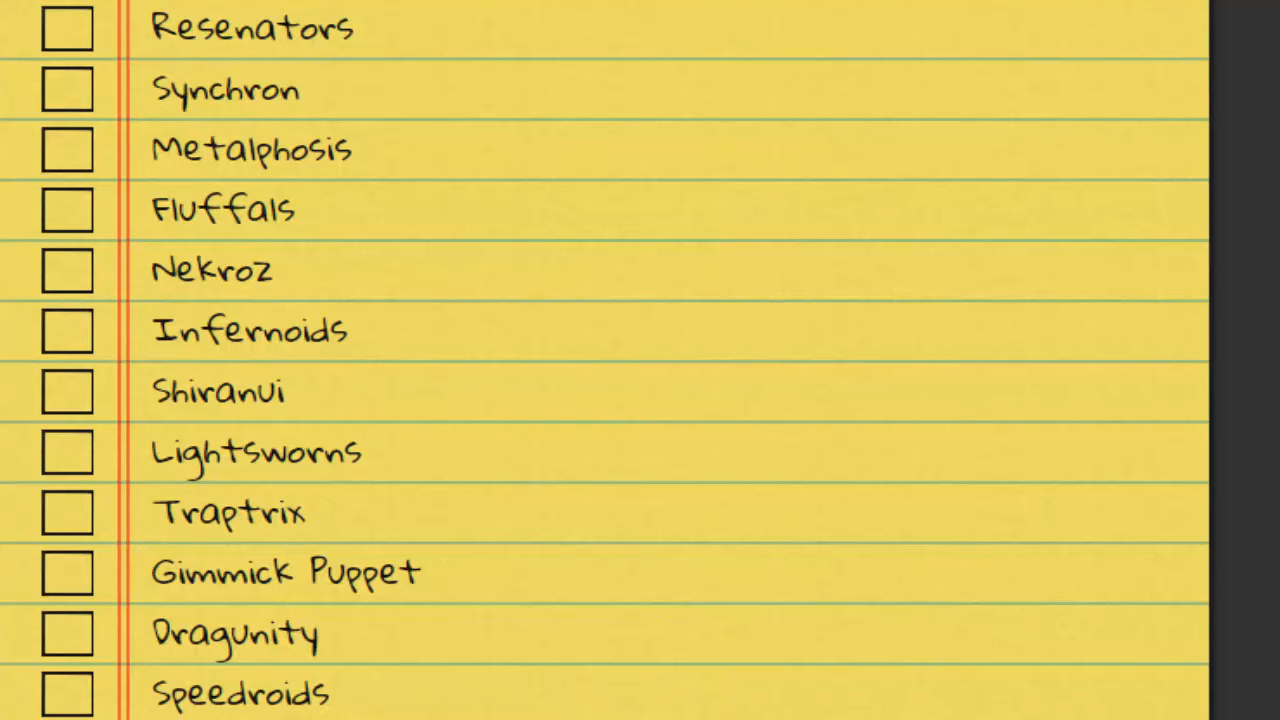 Resenators
Synchron
Metalphosis
Fluffals
Nekroz
Infernoids
Shiranui
Lightsworns
Traptrix
Gimmick Puppet
Dragunity
Speedroids